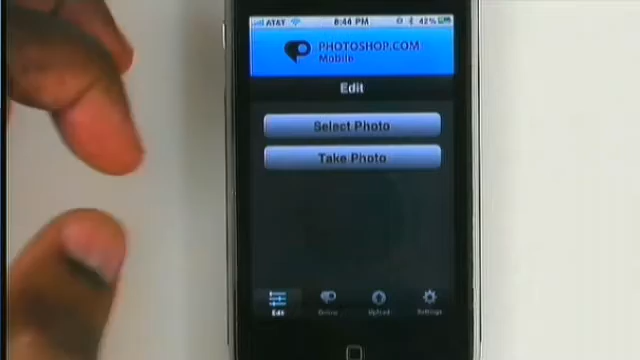 AT&T 8:44 PM 42%
PHOTOSHOP.COM
Mobile
Edit
Select Photo
Take Photo
Edit Online Upload Settings